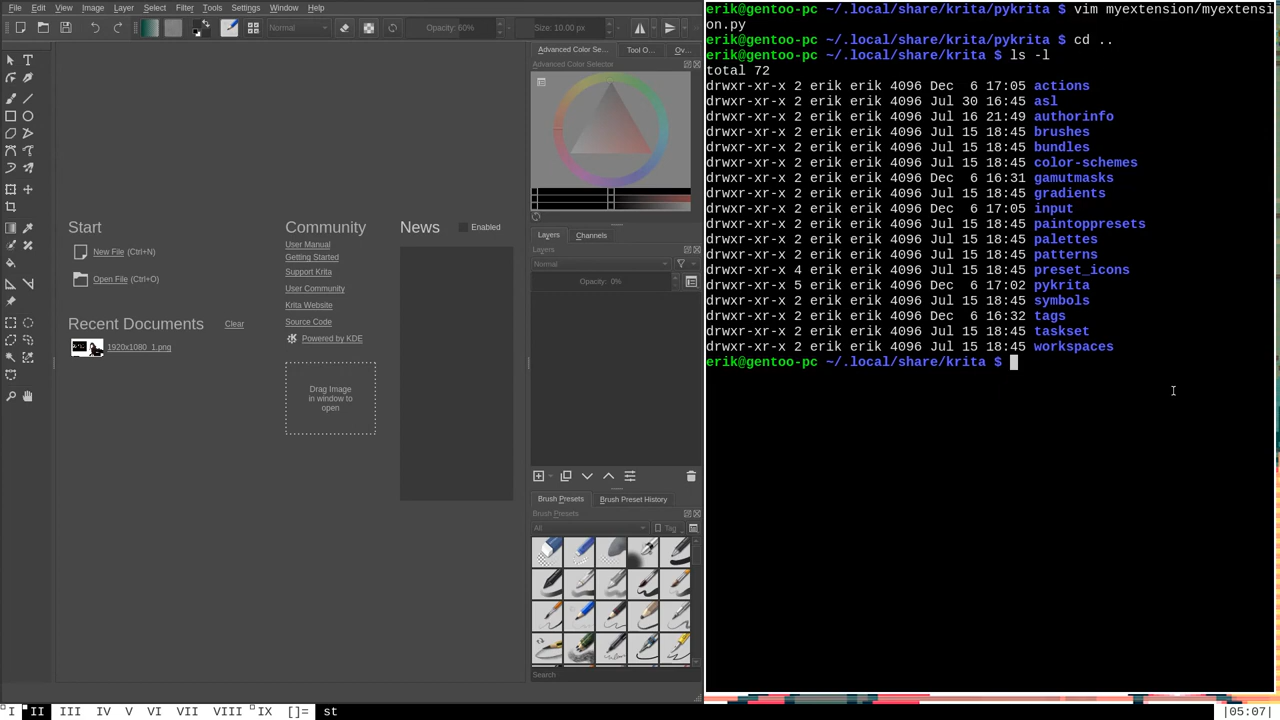 File Edit View Image Layer Select Filter Tools Settings Window Help
Normal Opacity: 60% Size: 10.00 px
Advanced Color Se... Tool O... Ov...
Advanced Color Selector
Start
New File (Ctrl+N)
Open File (Ctrl+O)
Recent Documents Clear
1920x1080_1.png
Community
User Manual
Getting Started
Support Krita
User Community
Krita Website
Source Code
Powered by KDE
Drag Image
in window to
open
News Enabled
Layers Channels
Layers
Normal
Opacity: 0%
Brush Presets Brush Preset History
Brush Presets
All Tag
Search
erik@gentoo-pc ~/.local/share/krita/pykrita $ vim myextension/myextensi
on.py
erik@gentoo-pc ~/.local/share/krita/pykrita $ cd ..
erik@gentoo-pc ~/.local/share/krita $ ls -l
total 72
drwxr-xr-x 2 erik erik 4096 Dec  6 17:05 actions
drwxr-xr-x 2 erik erik 4096 Jul 30 16:45 asl
drwxr-xr-x 2 erik erik 4096 Jul 16 21:49 authorinfo
drwxr-xr-x 2 erik erik 4096 Jul 15 18:45 brushes
drwxr-xr-x 2 erik erik 4096 Jul 15 18:45 bundles
drwxr-xr-x 2 erik erik 4096 Jul 15 18:45 color-schemes
drwxr-xr-x 2 erik erik 4096 Dec  6 16:31 gamutmasks
drwxr-xr-x 2 erik erik 4096 Jul 15 18:45 gradients
drwxr-xr-x 2 erik erik 4096 Dec  6 17:05 input
drwxr-xr-x 2 erik erik 4096 Jul 15 18:45 paintoppresets
drwxr-xr-x 2 erik erik 4096 Jul 15 18:45 palettes
drwxr-xr-x 2 erik erik 4096 Jul 15 18:45 patterns
drwxr-xr-x 4 erik erik 4096 Jul 15 18:45 preset_icons
drwxr-xr-x 5 erik erik 4096 Dec  6 17:02 pykrita
drwxr-xr-x 2 erik erik 4096 Jul 15 18:45 symbols
drwxr-xr-x 2 erik erik 4096 Dec  6 16:32 tags
drwxr-xr-x 2 erik erik 4096 Jul 15 18:45 taskset
drwxr-xr-x 2 erik erik 4096 Jul 15 18:45 workspaces
erik@gentoo-pc ~/.local/share/krita $
I II III IV V VI VII VIII IX []= st |05:07|